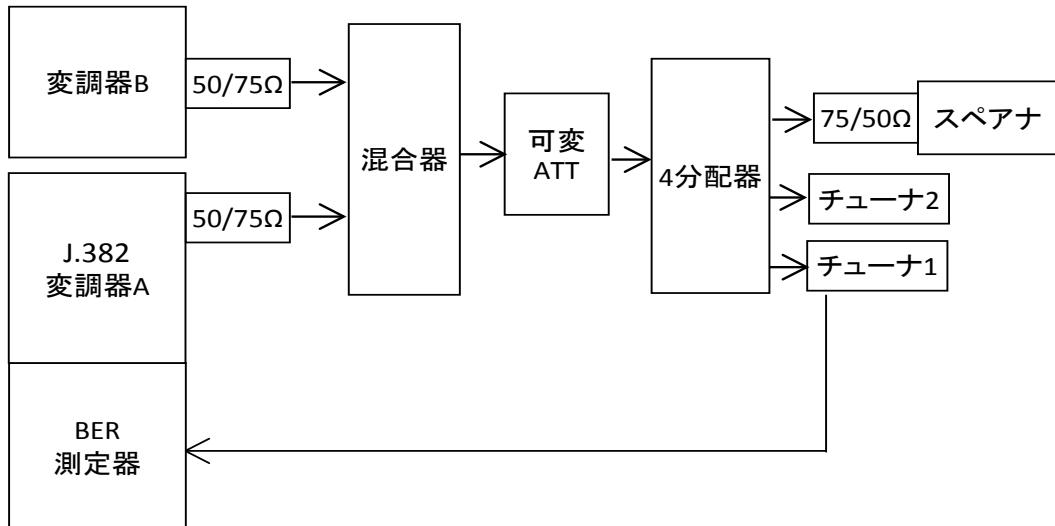 変調器B
50/75Ω
J.382
変調器A
50/75Ω
BER
測定器
混合器
可変
ATT
4分配器
75/50Ω
スペアナ
チューナ2
チューナ1